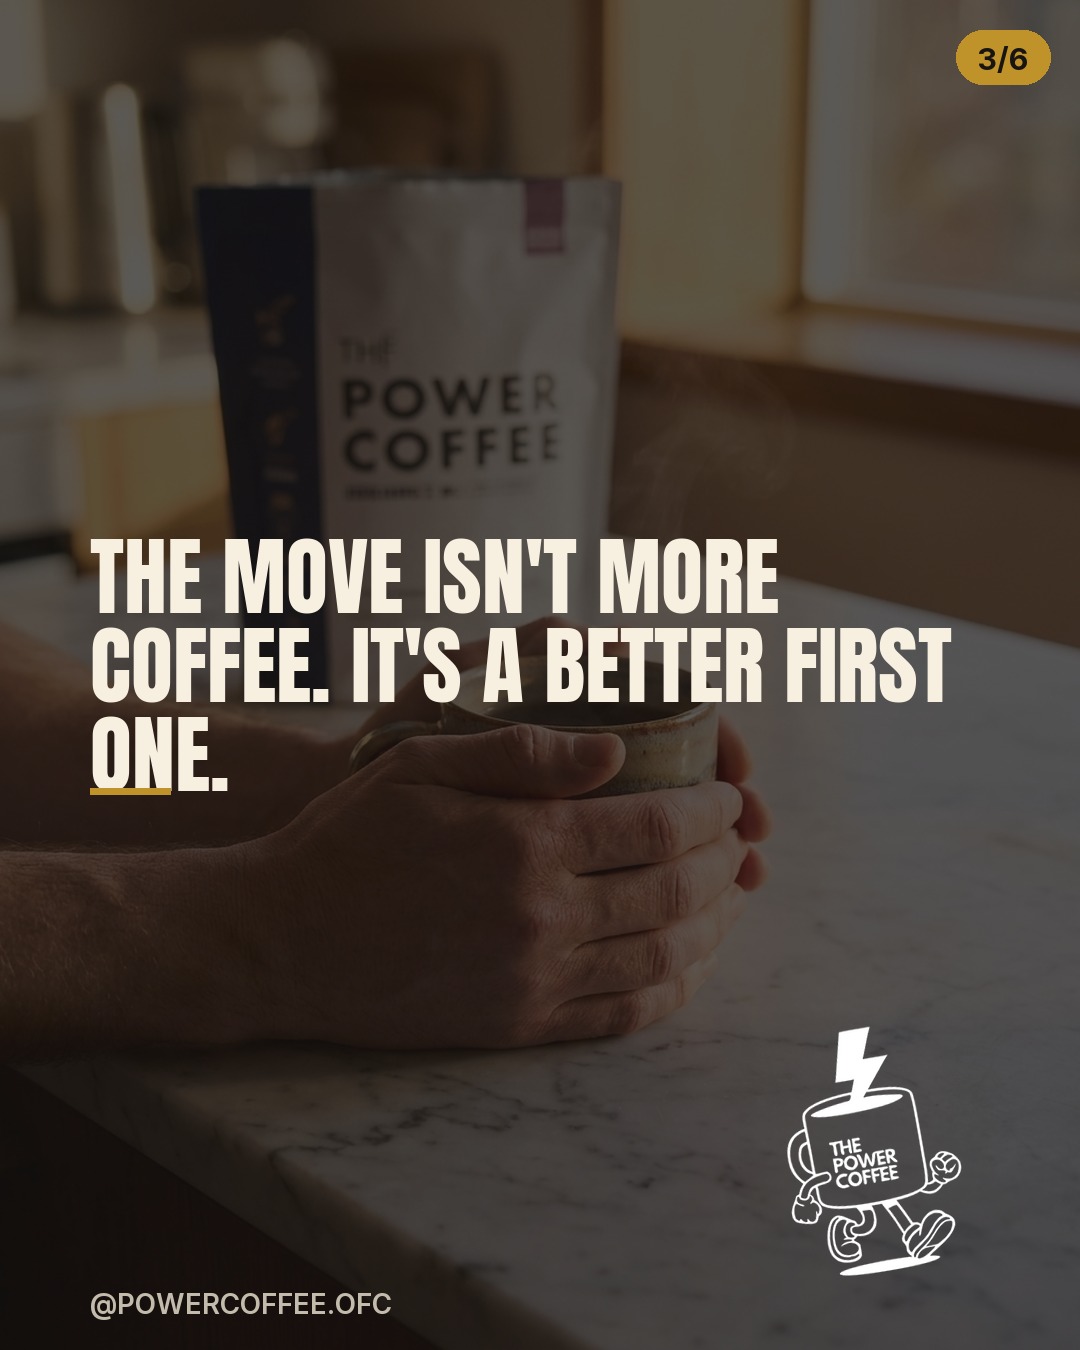 3/6
THE
POWER
COFFEE
THE MOVE ISN'T MORE
COFFEE. IT'S A BETTER FIRST
ONE.
THE
POWER
COFFEE
@POWERCOFFEE.OFC